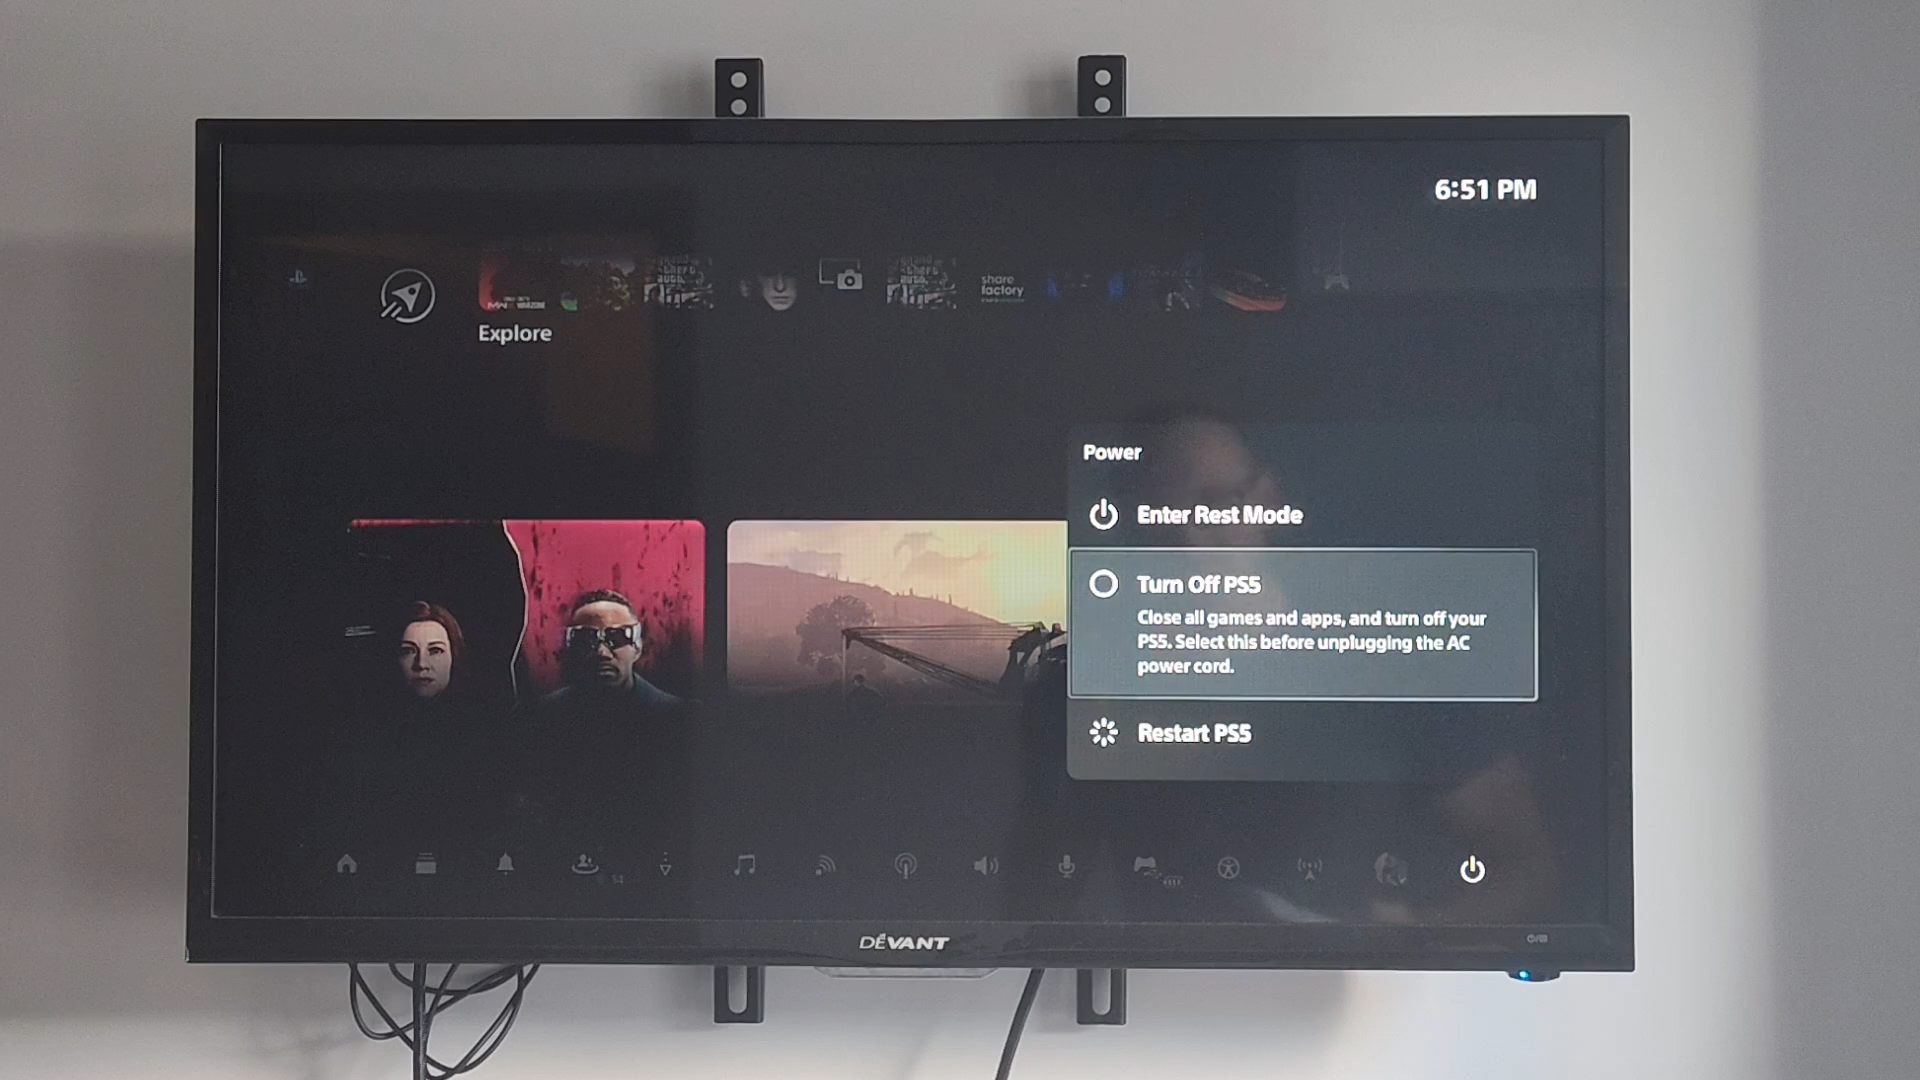 6:51 PM
share
factory
Explore
Power
Enter Rest Mode
Turn Off PS5
Close all games and apps, and turn off your
PS5. Select this before unplugging the AC
power cord.
Restart PS5
DEVANT